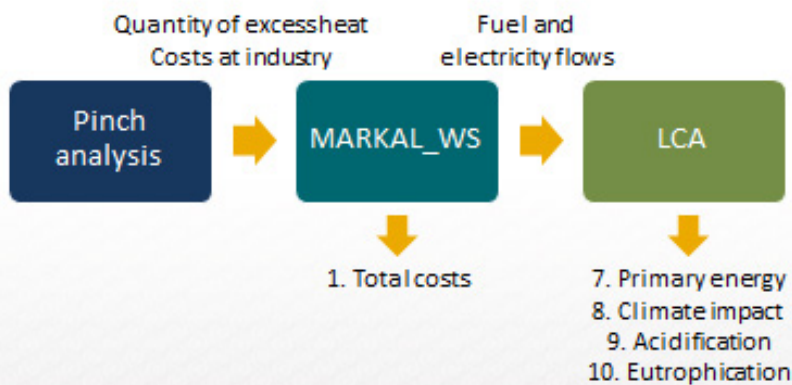 Quantity of excessheat
Costs at industry
Fuel and
electricity flows
Pinch
analysis
MARKAL_WS
LCA
1. Total costs
7. Primary energy
8. Climate impact
9. Acidification
10. Eutrophication